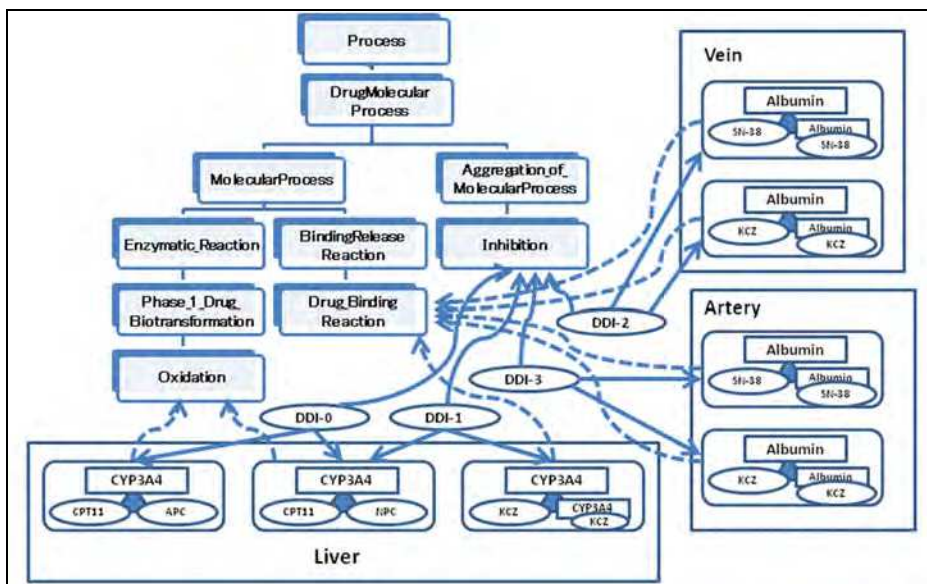 Process
DrugMolecular
Process
MolecularProcess
Aggregation_of_
MolecularProcess
Enzymatic_Reaction
BindingRelease
Reaction
Inhibition
Phase_1_Drug_
Biotransformation
Drug_Binding
Reaction
Oxidation
DDI-0
DDI-1
DDI-2
DDI-3
Vein
Albumin
SN-38
Albumin
SN-38
Albumin
KCZ
Albumin
KCZ
Artery
Albumin
SN-38
Albumin
SN-38
Albumin
KCZ
Albumin
KCZ
CYP3A4
CPT11
APC
CYP3A4
CPT11
NPC
CYP3A4
KCZ
CYP3A4
KCZ
Liver